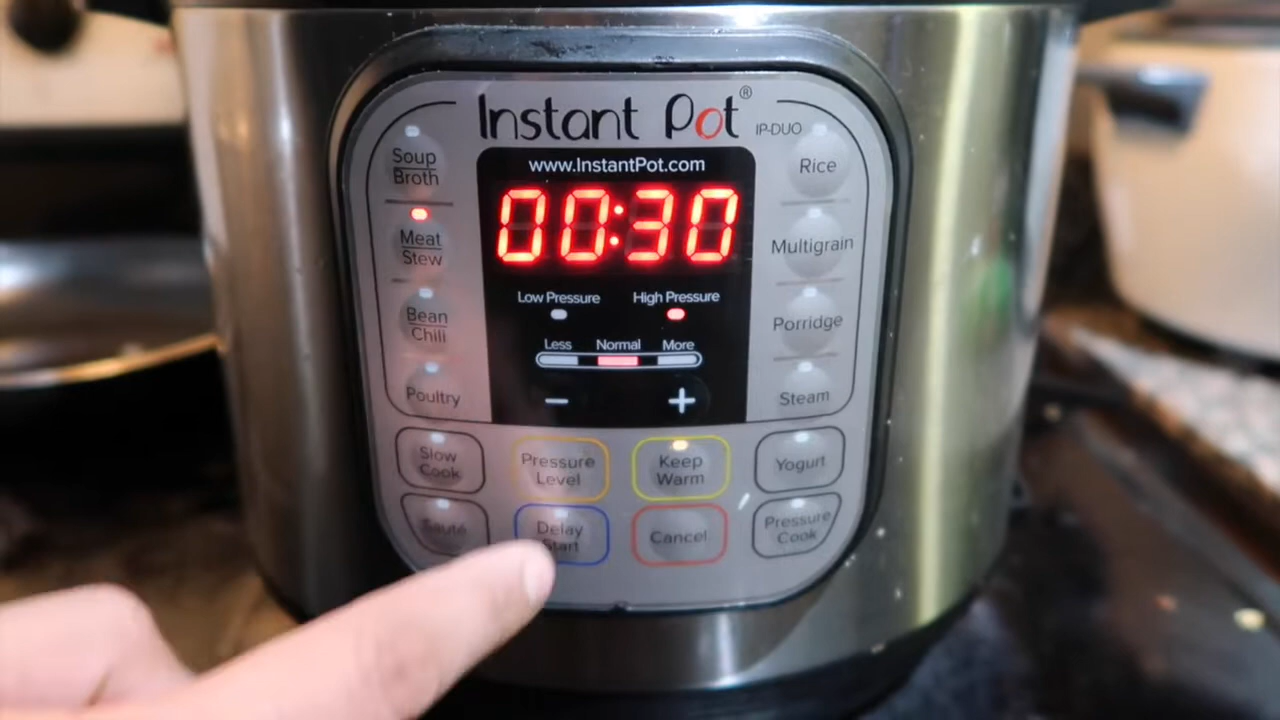 Instant Pot®
IP-DUO
www.InstantPot.com
00:30
Low Pressure
High Pressure
Less
Normal
More
−
+
Soup
Broth
Meat
Stew
Bean
Chili
Poultry
Rice
Multigrain
Porridge
Steam
Slow
Cook
Pressure
Level
Keep
Warm
Yogurt
Sauté
Delay
Start
Cancel
Pressure
Cook